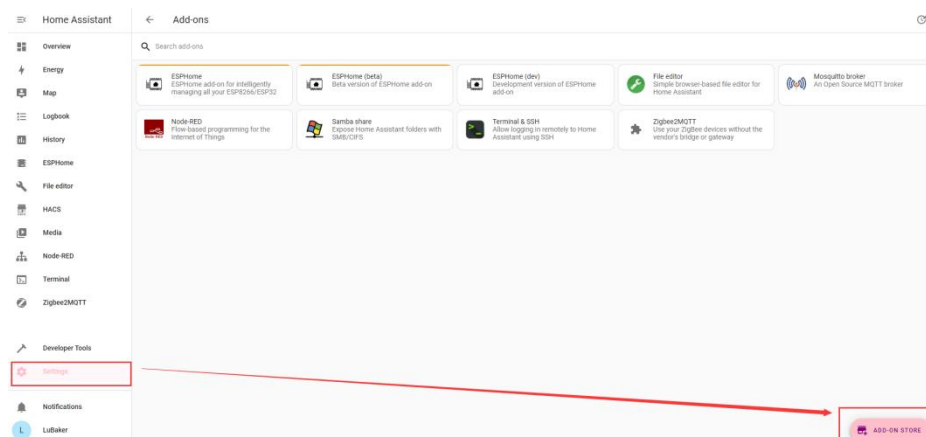 Home Assistant
Add-ons
Overview
Energy
Map
Logbook
History
ESPHome
File editor
HACS
Media
Node-RED
Terminal
Zigbee2MQTT
Developer Tools
Settings
Notifications
L
LuBaker
Search add-ons
ESPHome
ESPHome add-on for intelligently
managing all your ESP8266/ESP32
ESPHome (beta)
Beta version of ESPHome add-on
ESPHome (dev)
Development version of ESPHome
add-on
File editor
Simple browser-based file editor for
Home Assistant
Mosquitto broker
An Open Source MQTT broker
Node-RED
Flow-based programming for the
Internet of Things
Samba share
Expose Home Assistant folders with
SMB/CIFS
Terminal & SSH
Allow logging in remotely to Home
Assistant using SSH
Zigbee2MQTT
Use your ZigBee devices without the
vendor's bridge or gateway
ADD-ON STORE